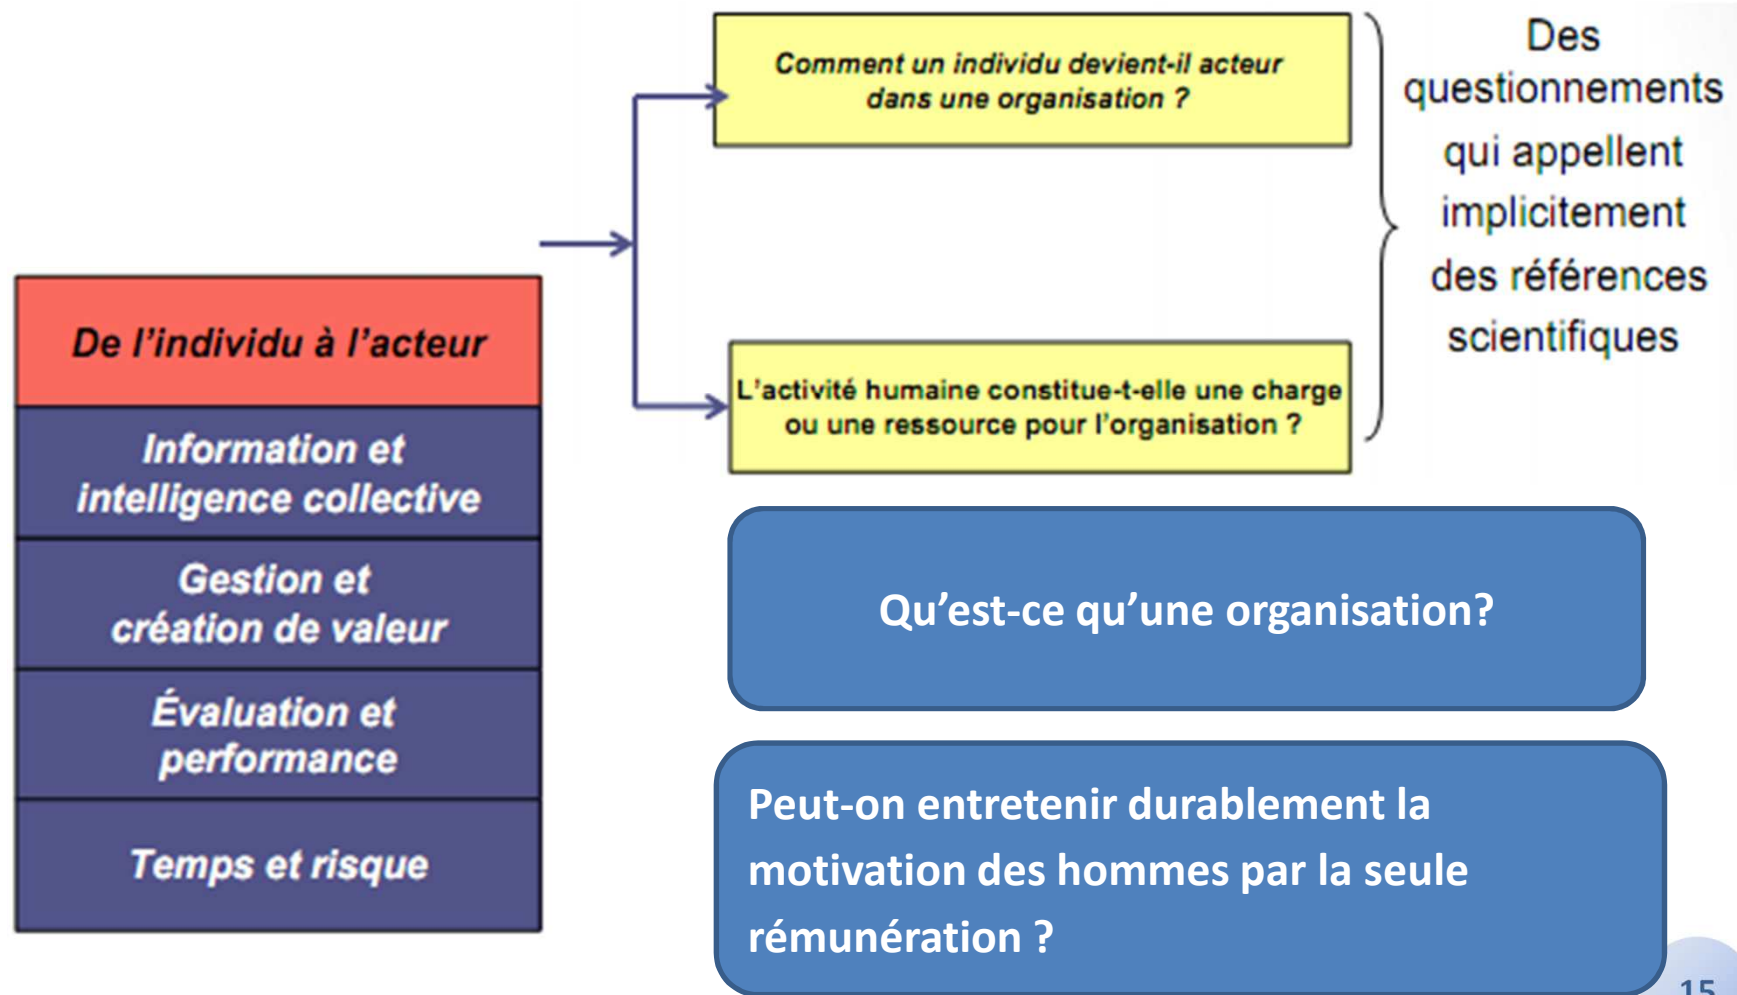 Comment un individu devient-il acteur
dans une organisation ?
Des
questionnements
qui appellent
implicitement
des références
scientifiques
De l'individu à l'acteur
L'activité humaine constitue-t-elle une charge
ou une ressource pour l'organisation ?
Information et
intelligence collective
Gestion et
création de valeur
Évaluation et
performance
Temps et risque
Qu’est-ce qu’une organisation?
Peut-on entretenir durablement la
motivation des hommes par la seule
rémunération ?
15